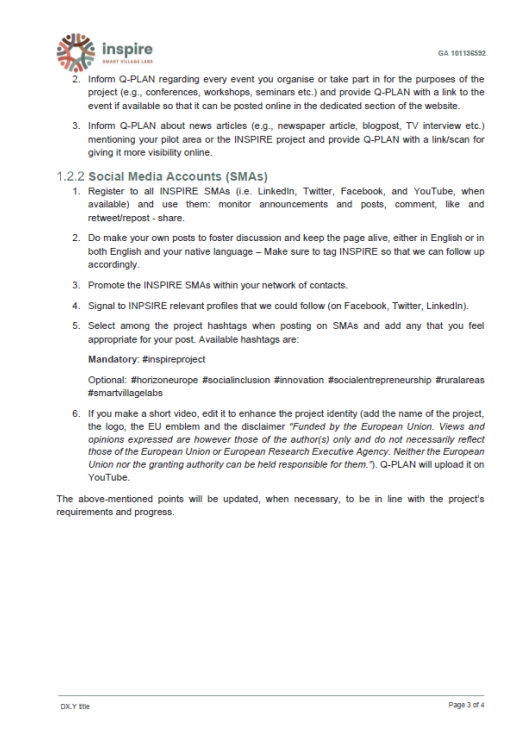 inspire
SMART VILLAGE LABS
GA 101136592
2. Inform Q-PLAN regarding every event you organise or take part in for the purposes of the
project (e.g., conferences, workshops, seminars etc.) and provide Q-PLAN with a link to the
event if available so that it can be posted online in the dedicated section of the website.
3. Inform Q-PLAN about news articles (e.g., newspaper article, blogpost, TV interview etc.)
mentioning your pilot area or the INSPIRE project and provide Q-PLAN with a link/scan for
giving it more visibility online.
1.2.2 Social Media Accounts (SMAs)
1. Register to all INSPIRE SMAs (i.e. LinkedIn, Twitter, Facebook, and YouTube, when
available) and use them: monitor announcements and posts, comment, like and
retweet/repost - share.
2. Do make your own posts to foster discussion and keep the page alive, either in English or in
both English and your native language – Make sure to tag INSPIRE so that we can follow up
accordingly.
3. Promote the INSPIRE SMAs within your network of contacts.
4. Signal to INPSIRE relevant profiles that we could follow (on Facebook, Twitter, LinkedIn).
5. Select among the project hashtags when posting on SMAs and add any that you feel
appropriate for your post. Available hashtags are:
Mandatory: #inspireproject
Optional: #horizoneurope #socialinclusion #innovation #socialentrepreneurship #ruralareas
#smartvillagelabs
6. If you make a short video, edit it to enhance the project identity (add the name of the project,
the logo, the EU emblem and the disclaimer "Funded by the European Union. Views and
opinions expressed are however those of the author(s) only and do not necessarily reflect
those of the European Union or European Research Executive Agency. Neither the European
Union nor the granting authority can be held responsible for them."). Q-PLAN will upload it on
YouTube.
The above-mentioned points will be updated, when necessary, to be in line with the project's
requirements and progress.
DX.Y title
Page 3 of 4